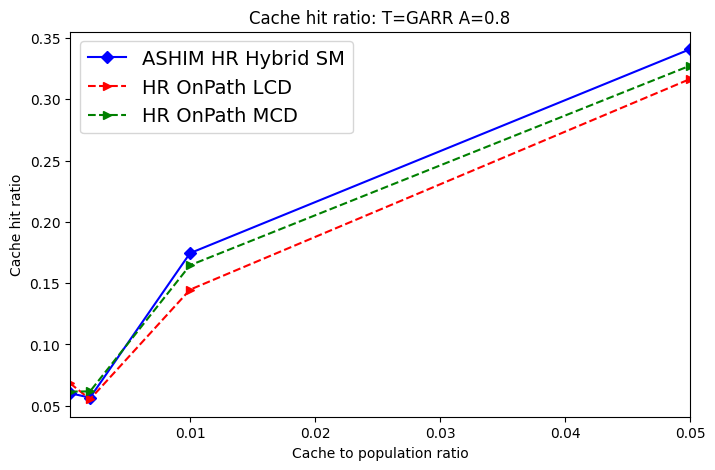 Cache hit ratio: T=GARR A=0.8
ASHIM HR Hybrid SM
HR OnPath LCD
HR OnPath MCD
Cache hit ratio
0.35
0.30
0.25
0.20
0.15
0.10
0.05
0.01 0.02 0.03 0.04 0.05
Cache to population ratio